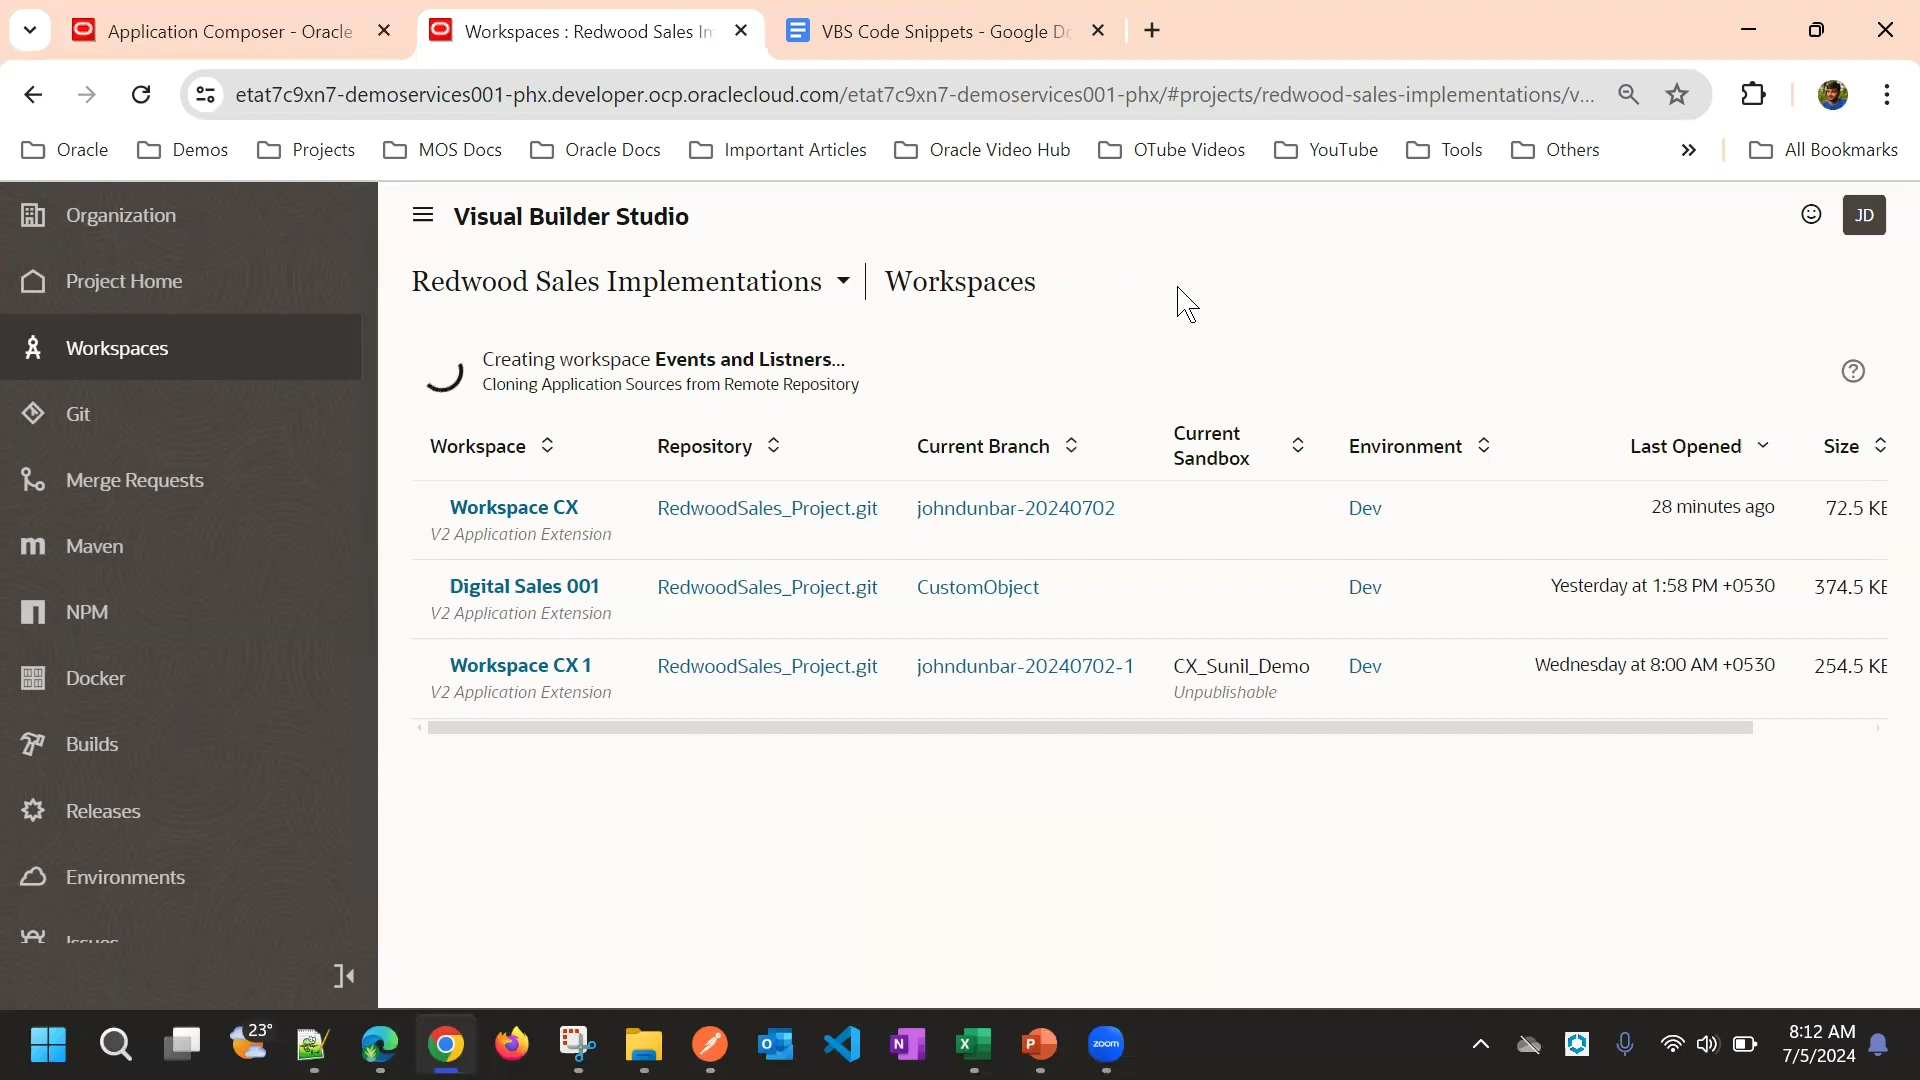 Application Composer - Oracle
Workspaces : Redwood Sales Im
VBS Code Snippets - Google Do
etat7c9xn7-demoservices001-phx.developer.ocp.oraclecloud.com/etat7c9xn7-demoservices001-phx/#projects/redwood-sales-implementations/v...
Oracle
Demos
Projects
MOS Docs
Oracle Docs
Important Articles
Oracle Video Hub
OTube Videos
YouTube
Tools
Others
»
All Bookmarks
Organization
Project Home
Workspaces
Git
Merge Requests
Maven
NPM
Docker
Builds
Releases
Environments
Issues
Visual Builder Studio
JD
Redwood Sales Implementations
Workspaces
Creating workspace Events and Listners...
Cloning Application Sources from Remote Repository
Workspace
Repository
Current Branch
Current
Sandbox
Environment
Last Opened
Size
Workspace CX
V2 Application Extension
RedwoodSales_Project.git
johndunbar-20240702
Dev
28 minutes ago
72.5 KE
Digital Sales 001
V2 Application Extension
RedwoodSales_Project.git
CustomObject
Dev
Yesterday at 1:58 PM +0530
374.5 KE
Workspace CX 1
V2 Application Extension
RedwoodSales_Project.git
johndunbar-20240702-1
CX_Sunil_Demo
Unpublishable
Dev
Wednesday at 8:00 AM +0530
254.5 KE
23°
zoom
8:12 AM
7/5/2024